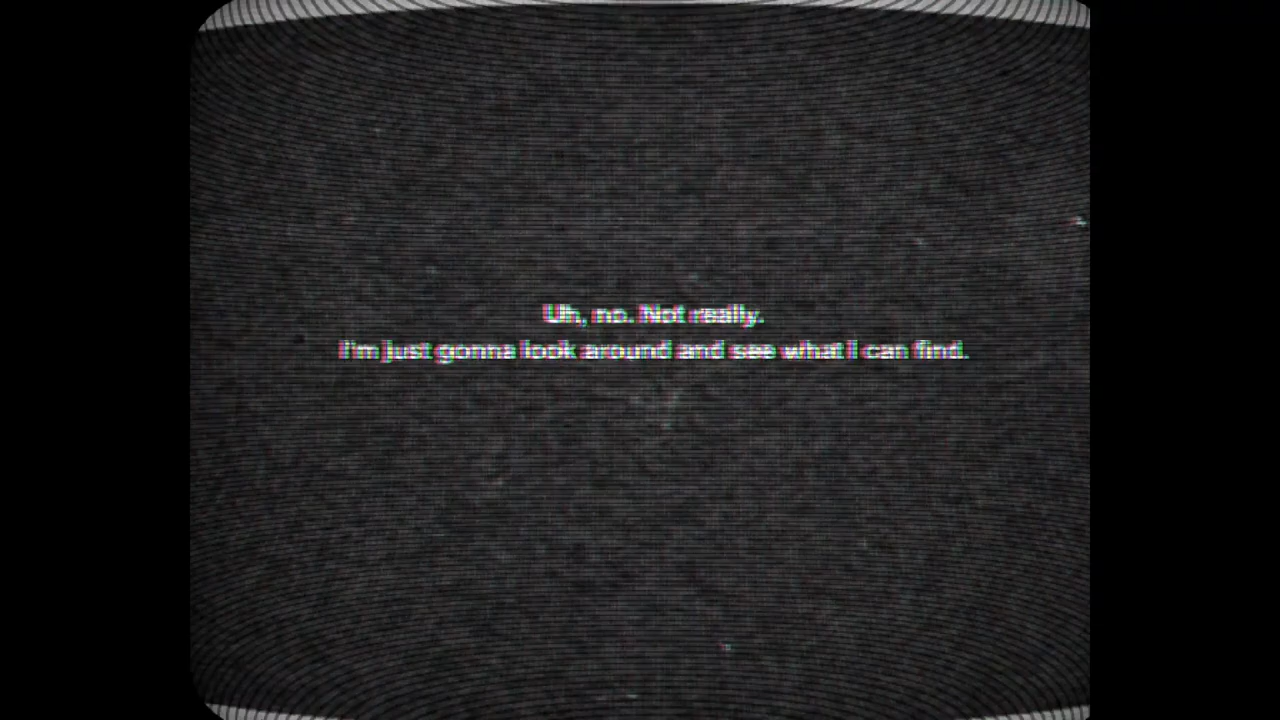 Uh, no. Not really.
I'm just gonna look around and see what I can find.